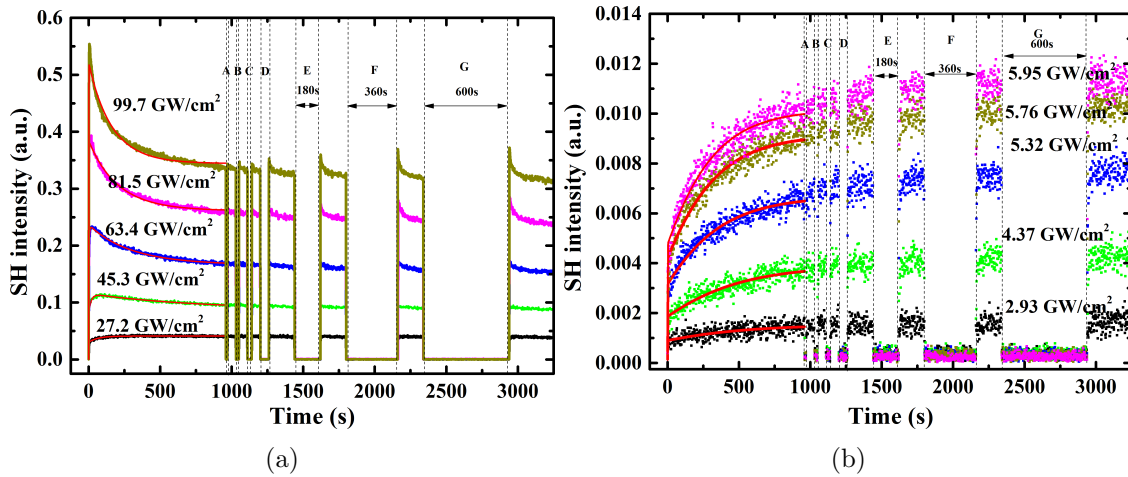 A B C D E F G
180s 360s 600s
99.7 GW/cm²
81.5 GW/cm²
63.4 GW/cm²
45.3 GW/cm²
27.2 GW/cm²
SH intensity (a.u.)
0.6
0.5
0.4
0.3
0.2
0.1
0.0
0 500 1000 1500 2000 2500 3000
Time (s)
(a)
A B C D E F G
180s 360s 600s
5.95 GW/cm²
5.76 GW/cm²
5.32 GW/cm²
4.37 GW/cm²
2.93 GW/cm²
SH intensity (a.u.)
0.014
0.012
0.010
0.008
0.006
0.004
0.002
0.000
0 500 1000 1500 2000 2500 3000
Time (s)
(b)